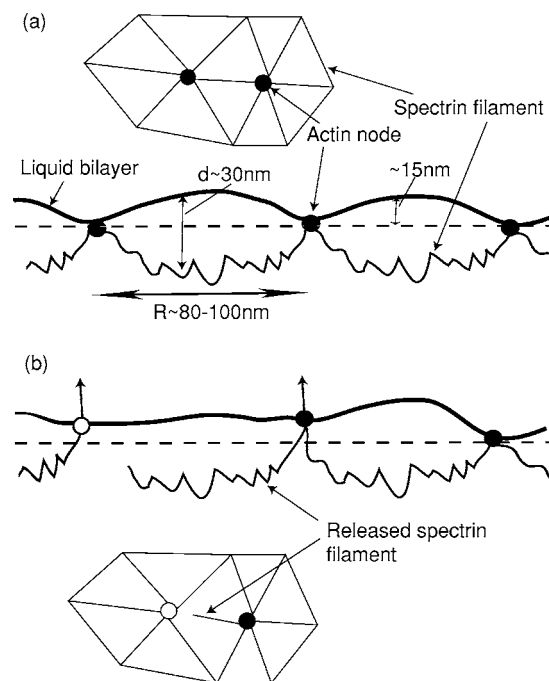 (a)
Spectrin filament
Actin node
Liquid bilayer
d~30nm
~15nm
R~80-100nm
(b)
Released spectrin
filament